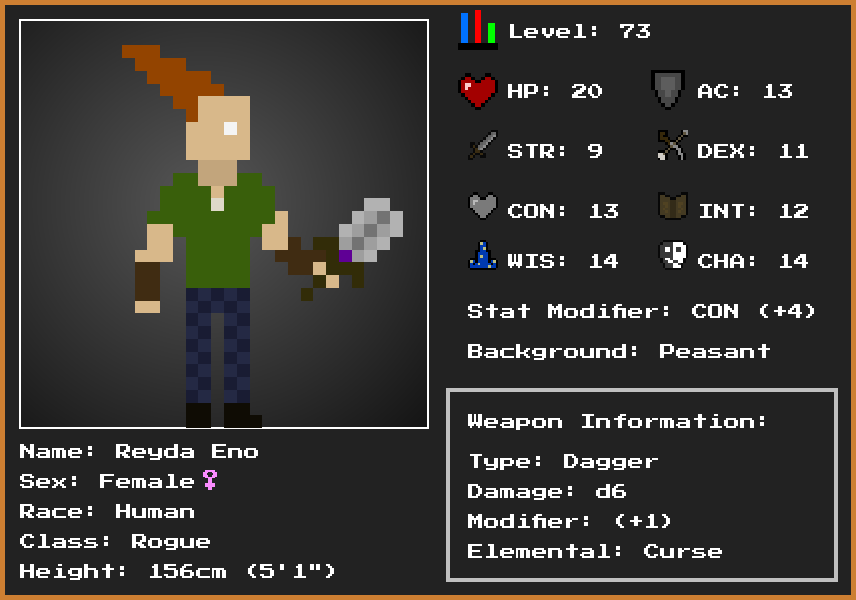 Level: 73
HP: 20
AC: 13
STR: 9
DEX: 11
CON: 13
INT: 12
WIS: 14
CHA: 14
Stat Modifier: CON (+4)
Background: Peasant
Weapon Information:
Type: Dagger
Damage: d6
Modifier: (+1)
Elemental: Curse
Name: Reyda Eno
Sex: Female♀
Race: Human
Class: Rogue
Height: 156cm (5'1")